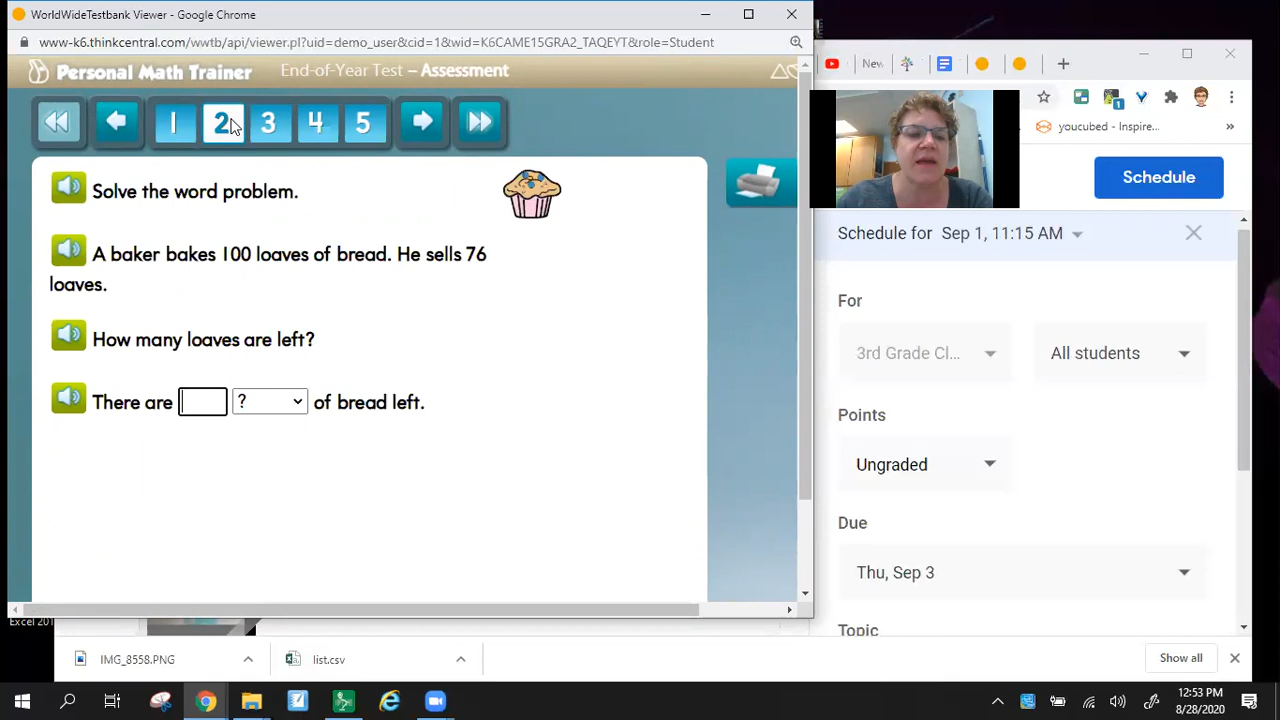 WorldWideTestbank Viewer - Google Chrome
www-k6.thinkcentral.com/wwtb/api/viewer.pl?uid=demo_user&cid=1&wid=K6CAME15GRA2_TAQEYT&role=Student
Personal Math Trainer End-of-Year Test – Assessment
1 2 3 4 5
Solve the word problem.
A baker bakes 100 loaves of bread. He sells 76
loaves.
How many loaves are left?
There are ? of bread left.
New
youcubed - Inspire... »
Schedule
Schedule for Sep 1, 11:15 AM
For
3rd Grade Cl... All students
Points
Ungraded
Due
Thu, Sep 3
Topic
Excel 201
IMG_8558.PNG list.csv Show all
12:53 PM
8/28/2020